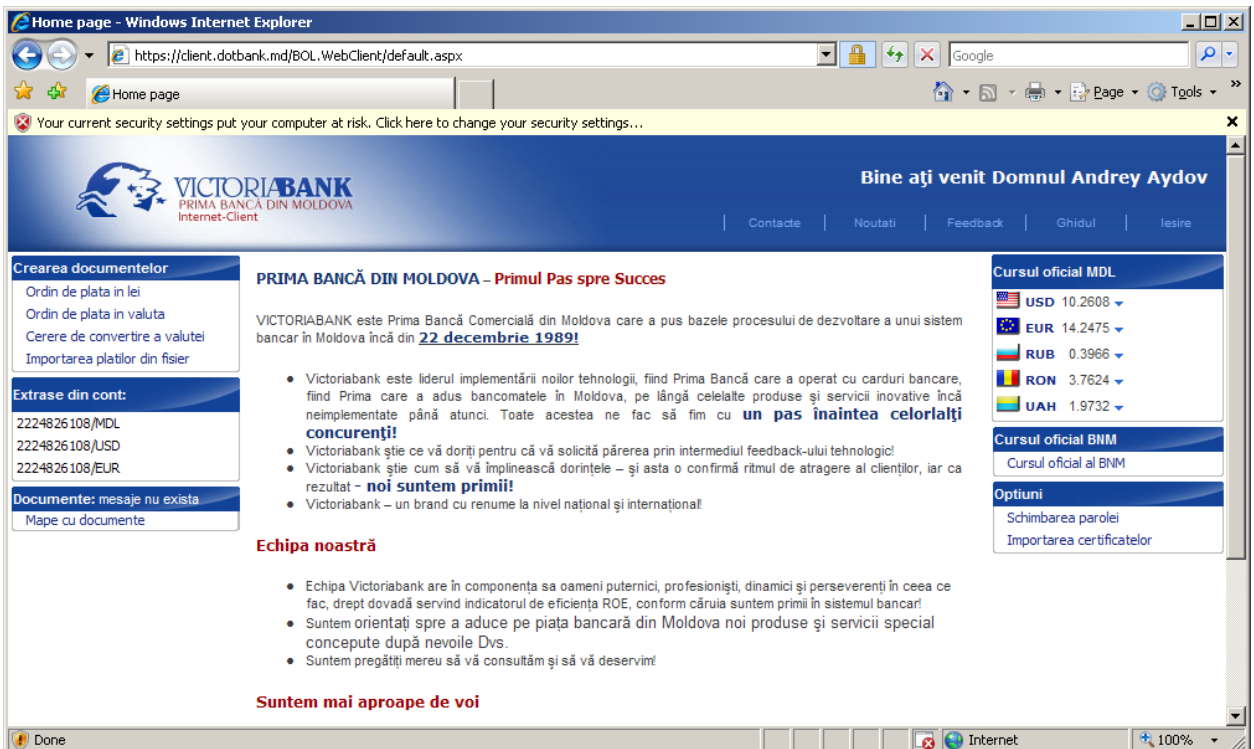 Home page - Windows Internet Explorer
https://client.dotbank.md/BOL.WebClient/default.aspx
Google
Home page
Page
Tools
Your current security settings put your computer at risk. Click here to change your security settings...
VICTORIABANK
PRIMA BANCĂ DIN MOLDOVA
Internet-Client
Bine aţi venit Domnul Andrey Aydov
Contacte | Noutati | Feedback | Ghidul | Iesire
Crearea documentelor
Ordin de plata in lei
Ordin de plata in valuta
Cerere de convertire a valutei
Importarea platilor din fisier
Extrase din cont:
2224826108/MDL
2224826108/USD
2224826108/EUR
Documente: mesaje nu exista
Mape cu documente
PRIMA BANCĂ DIN MOLDOVA – Primul Pas spre Succes
VICTORIABANK este Prima Bancă Comercială din Moldova care a pus bazele procesului de dezvoltare a unui sistem
bancar în Moldova încă din 22 decembrie 1989!
● Victoriabank este liderul implementării noilor tehnologii, fiind Prima Bancă care a operat cu carduri bancare,
fiind Prima care a adus bancomatele în Moldova, pe lângă celelalte produse şi servicii inovative încă
neimplementate până atunci. Toate acestea ne fac să fim cu un pas înaintea celorlalţi
concurenţi!
● Victoriabank ştie ce vă doriţi pentru că vă solicită părerea prin intermediul feedback-ului tehnologic!
● Victoriabank ştie cum să vă împlinească dorinţele – şi asta o confirmă ritmul de atragere al clienţilor, iar ca
rezultat - noi suntem primii!
● Victoriabank – un brand cu renume la nivel naţional şi internaţional!
Echipa noastră
● Echipa Victoriabank are în componenţa sa oameni puternici, profesionişti, dinamici şi perseverenţi în ceea ce
fac, drept dovadă servind indicatorul de eficienţa ROE, conform căruia suntem primii în sistemul bancar!
● Suntem orientaţi spre a aduce pe piaţa bancară din Moldova noi produse şi servicii special
concepute după nevoile Dvs.
● Suntem pregătiţi mereu să vă consultăm şi să vă deservim!
Suntem mai aproape de voi
Cursul oficial MDL
USD 10.2608
EUR 14.2475
RUB 0.3966
RON 3.7624
UAH 1.9732
Cursul oficial BNM
Cursul oficial al BNM
Optiuni
Schimbarea parolei
Importarea certificatelor
Done
Internet
100%